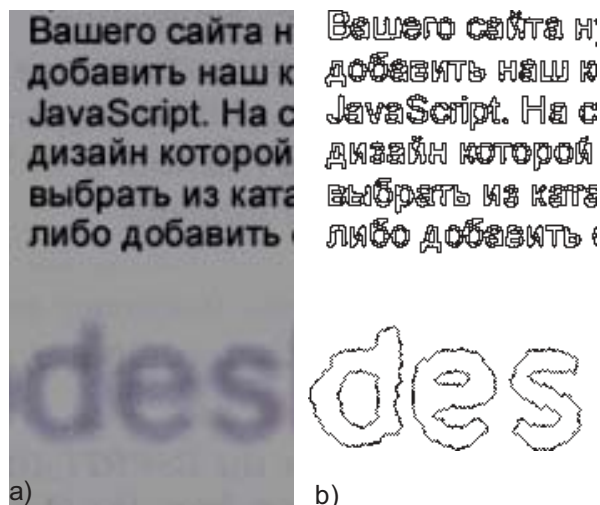 Вашего сайта н
добавить наш к
JavaScript. На с
дизайн которой
выбрать из ката
либо добавить
des
a)
Вашего сайта н
добавить наш к
JavaScript. На с
дизайн которой
выбрать из ката
либо добавить
des
b)